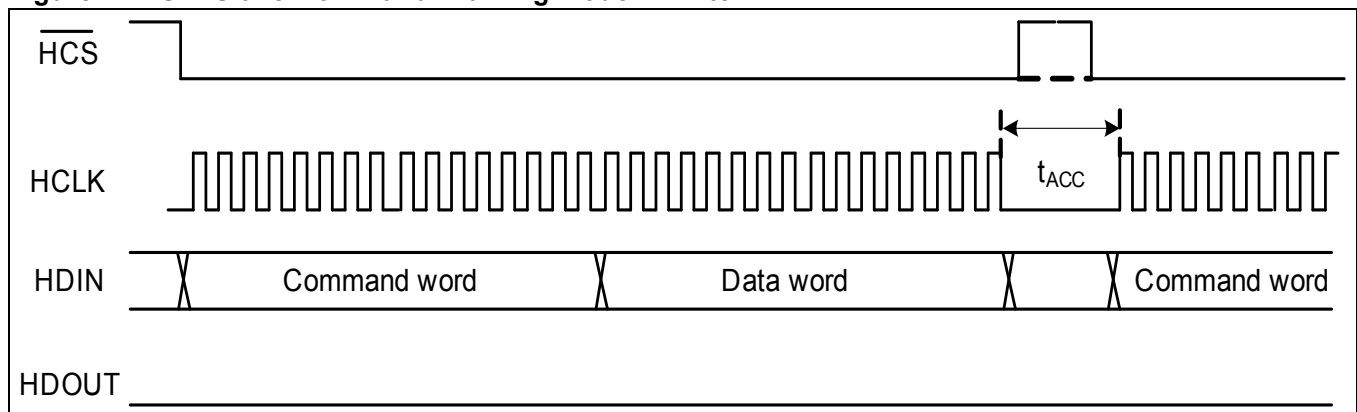 HCS
HCLK
tACC
HDIN
Command word
Data word
Command word
HDOUT